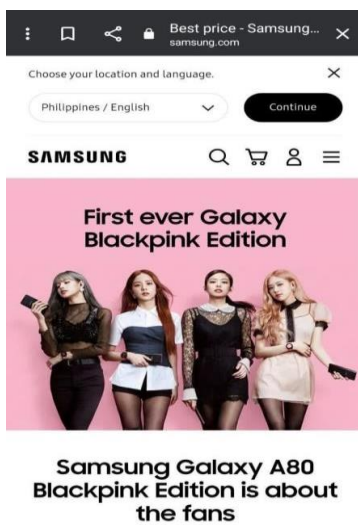 Best price - Samsung...
samsung.com
Choose your location and language.
Philippines / English
Continue
SAMSUNG
First ever Galaxy
Blackpink Edition
Samsung Galaxy A80
Blackpink Edition is about
the fans